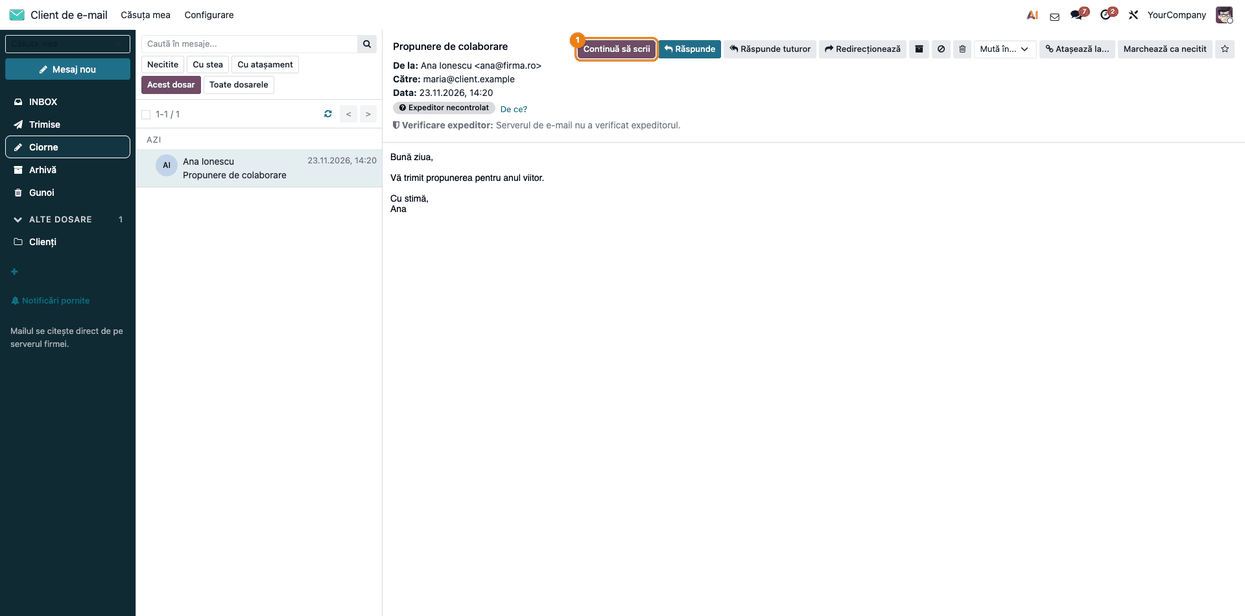 Client de e-mail
Căsuța mea
Configurare
AI
7
2
YourCompany
Mesaj nou
INBOX
Trimise
Ciorne
Arhivă
Gunoi
ALTE DOSARE 1
Clienți
+
Notificări pornite
Mailul se citește direct de pe
serverul firmei.
Caută în mesaje...
Necitite
Cu stea
Cu atașament
Acest dosar
Toate dosarele
1-1 / 1
<
>
AZI
AI
Ana Ionescu
23.11.2026, 14:20
Propunere de colaborare
Propunere de colaborare
1
Continuă să scrii
Răspunde
Răspunde tuturor
Redirecționează
Mută în...
Atașează la...
Marchează ca necitit
De la: Ana Ionescu <ana@firma.ro>
Către: maria@client.example
Data: 23.11.2026, 14:20
Expeditor necontrolat
De ce?
Verificare expeditor: Serverul de e-mail nu a verificat expeditorul.
Bună ziua,
Vă trimit propunerea pentru anul viitor.
Cu stimă,
Ana